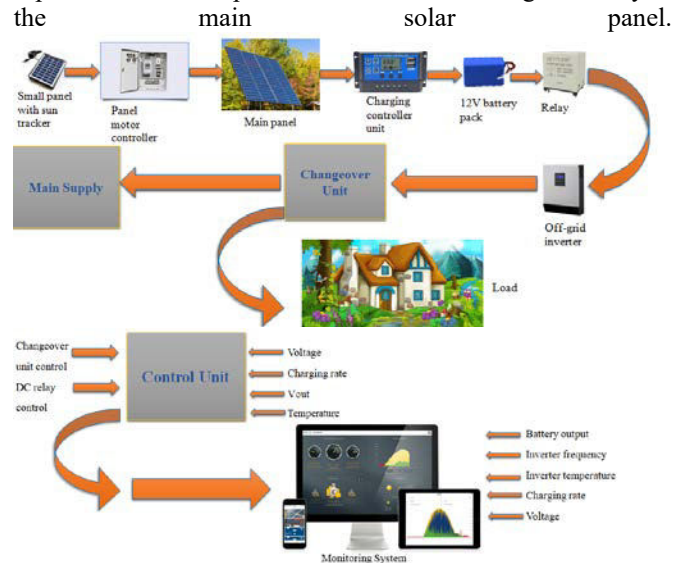 the main solar panel.
Small panel
with sun
tracker
Panel
motor
controller
Main panel
Charging
controller
unit
12V battery
pack
Relay
Main Supply
Changeover
Unit
Off-grid
inverter
Load
Changeover
unit control
DC relay
control
Control Unit
Voltage
Charging rate
Vout
Temperature
Battery output
Inverter frequency
Inverter temperature
Charging rate
Voltage
Monitoring System